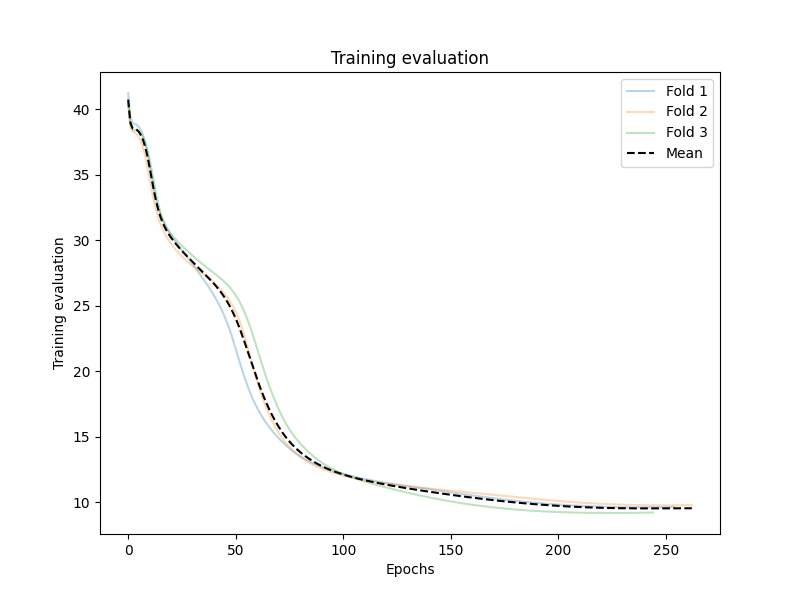 Training evaluation
Fold 1
Fold 2
Fold 3
Mean
Training evaluation
40
35
30
25
20
15
10
0 50 100 150 200 250
Epochs